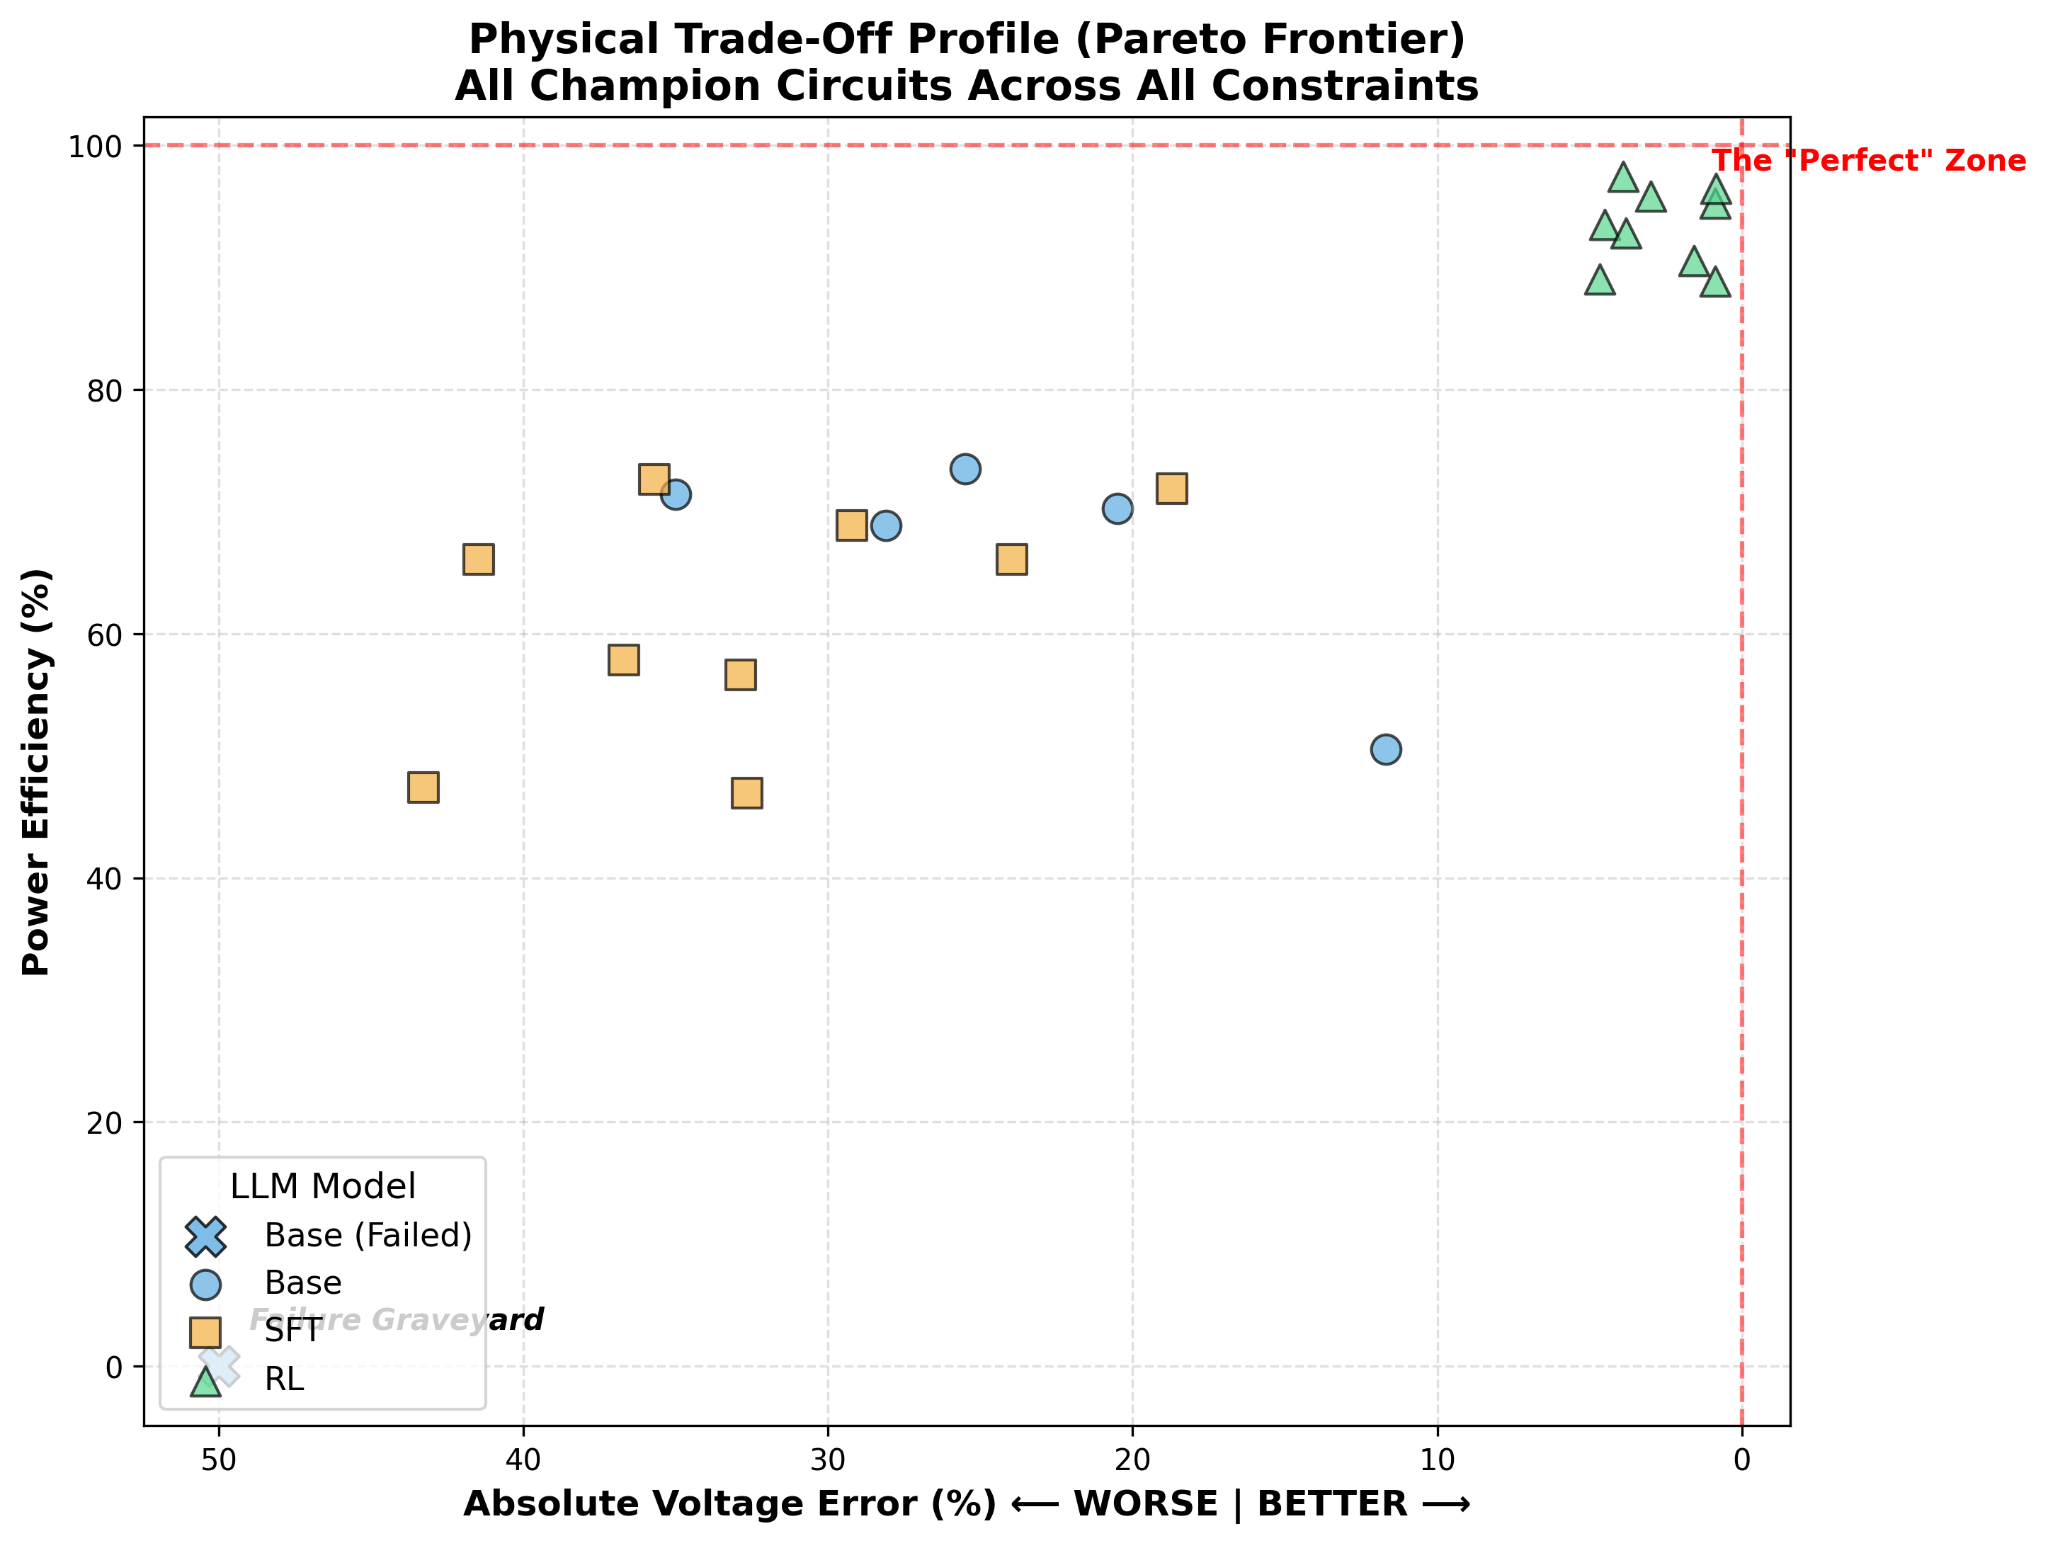 Physical Trade-Off Profile (Pareto Frontier)
All Champion Circuits Across All Constraints
100
The "Perfect" Zone
80
60
40
20
0
Power Efficiency (%)
LLM Model
Base (Failed)
Base
Failure Graveyard
SFT
RL
50
40
30
20
10
0
Absolute Voltage Error (%) ⟵ WORSE | BETTER ⟶